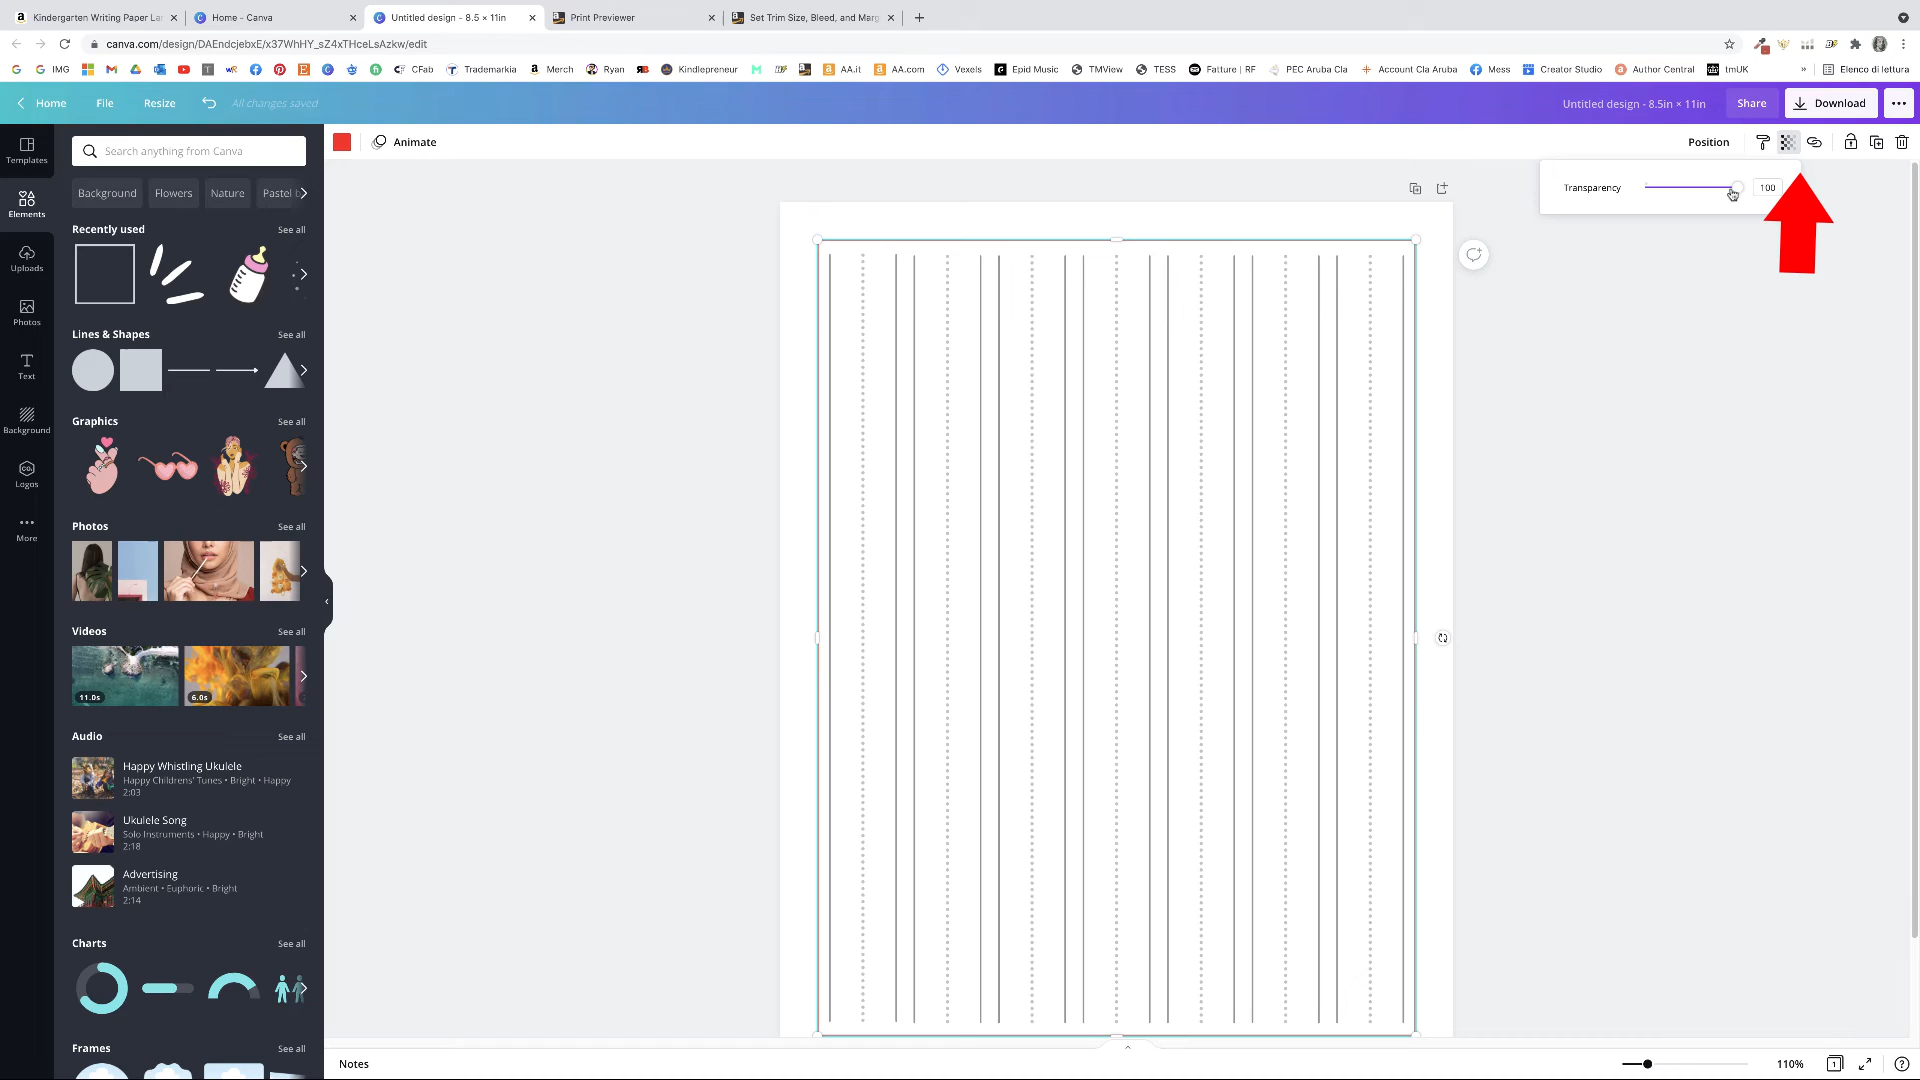 Kindergarten Writing Paper La
Home - Canva
Untitled design - 8.5 × 11in
Print Previewer
Set Trim Size, Bleed, and Marg
canva.com/design/DAEndcjebxE/x37WhHY_sZ4xTHceLsAzkw/edit
IMG
CFab
Trademarkia
Merch
Ryan
Kindlepreneur
AA.it
AA.com
Vexels
Epid Music
TMView
TESS
Fatture | RF
PEC Aruba Cla
Account Cla Aruba
Mess
Creator Studio
Author Central
tmUK
»
Elenco di lettura
Home
File
Resize
All changes saved
Untitled design - 8.5in × 11in
Share
Download
Templates
Elements
Uploads
Photos
Text
Background
Logos
More
Search anything from Canva
Background
Flowers
Nature
Pastel
Recently used
See all
Lines & Shapes
See all
Graphics
See all
Photos
See all
Videos
See all
11.0s
6.0s
Audio
See all
Happy Whistling Ukulele
Happy Childrens' Tunes • Bright • Happy
2:03
Ukulele Song
Solo Instruments • Happy • Bright
2:18
Advertising
Ambient • Euphoric • Bright
2:14
Charts
See all
Frames
See all
Animate
Position
Transparency
100
Notes
110%
1